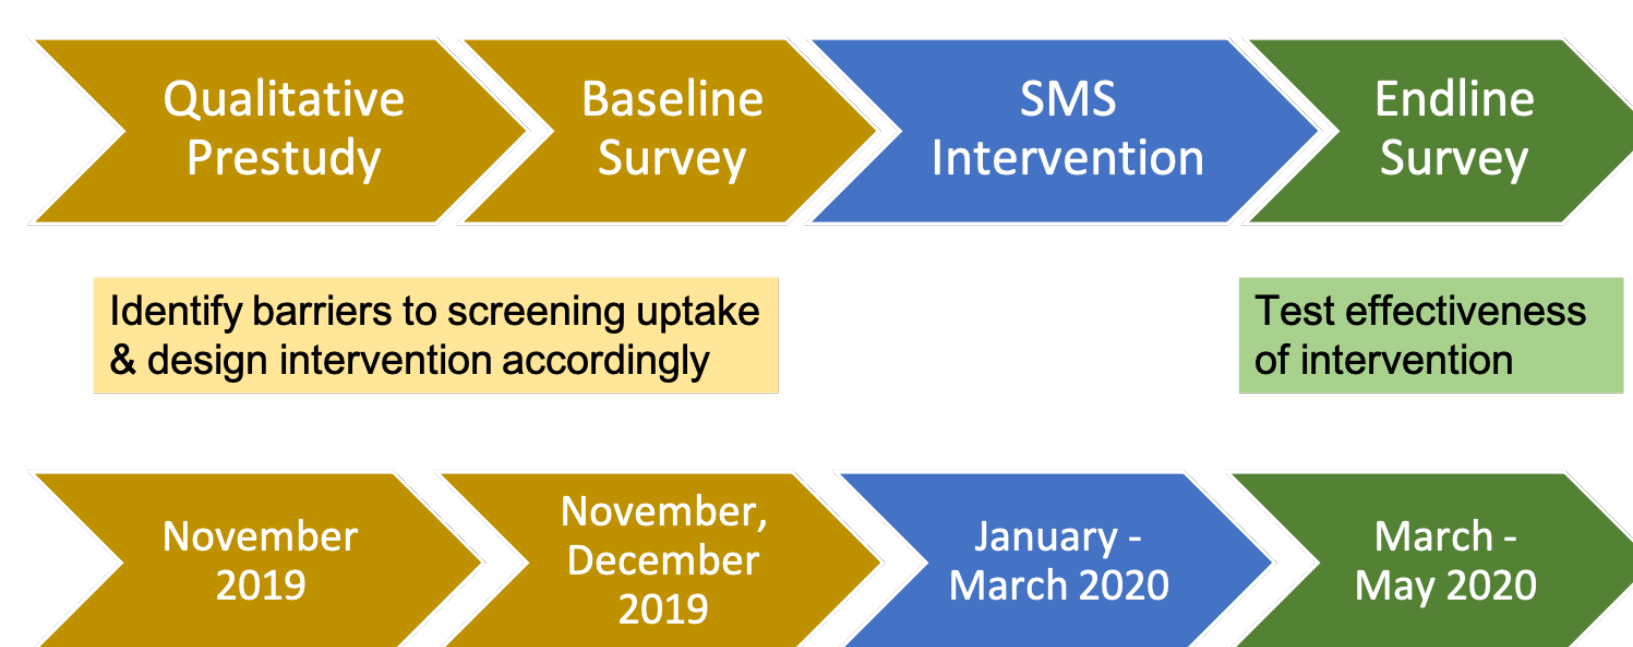 Qualitative
Prestudy
Baseline
Survey
SMS
Intervention
Endline
Survey
Identify barriers to screening uptake
& design intervention accordingly
Test effectiveness
of intervention
November
2019
November,
December
2019
January -
March 2020
March -
May 2020